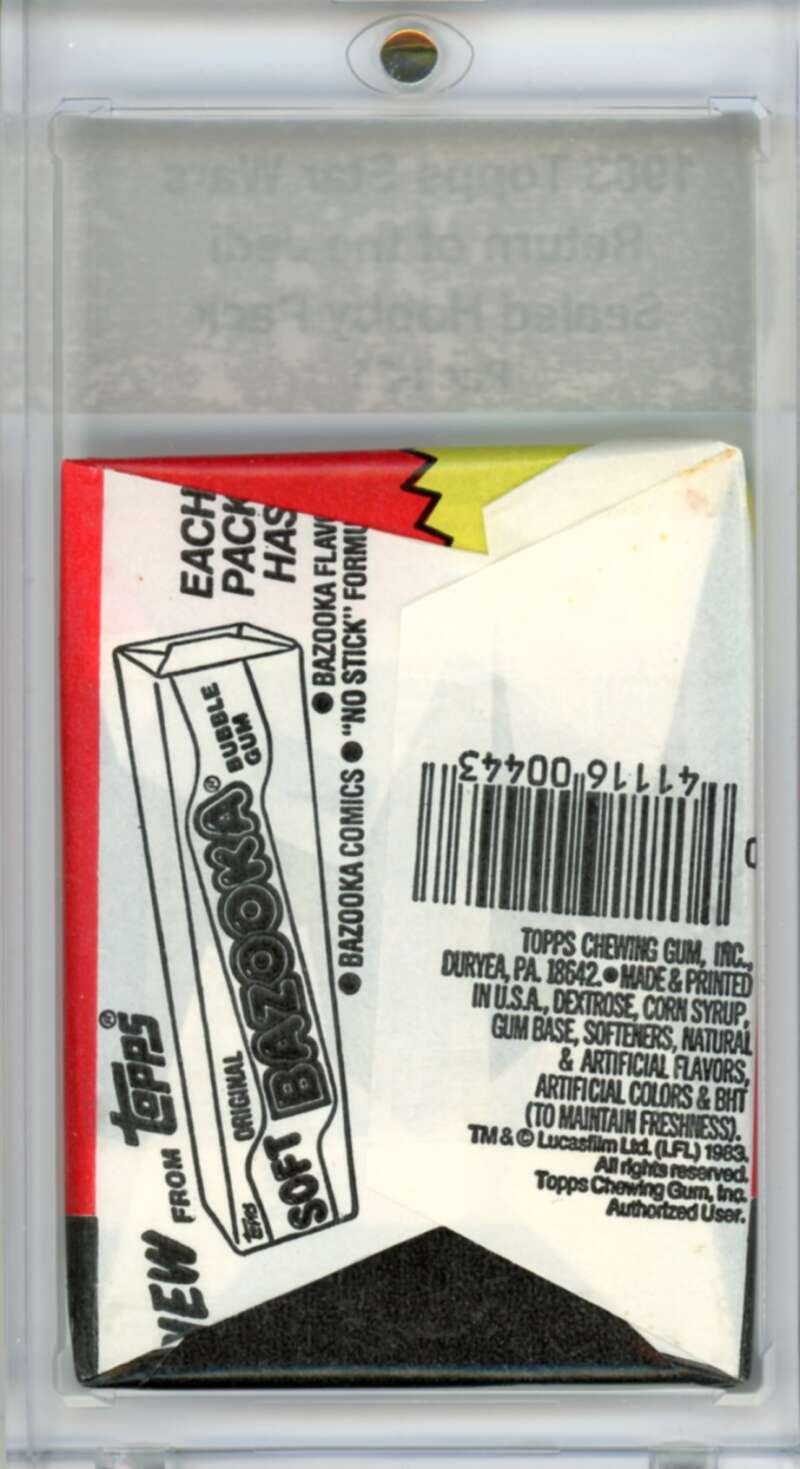 1983 Topps Star Wars
Return of the Jedi
Sealed Hobby Pack
EACH
PACK
HAS
● BAZOOKA FLAV
● BAZOOKA COMICS ● "NO STICK" FORMU
BUBBLE
GUM
ORIGINAL
SOFT BAZOOKA®
topps
NEW FROM topps®
41116 00443
0
TOPPS CHEWING GUM, INC.,
DURYEA, PA. 18642. ● MADE & PRINTED
IN U.S.A., DEXTROSE, CORN SYRUP,
GUM BASE, SOFTENERS, NATURAL
& ARTIFICIAL FLAVORS,
ARTIFICIAL COLORS & BHT
(TO MAINTAIN FRESHNESS).
TM & © Lucasfilm Ltd. (LFL) 1983.
All rights reserved.
Topps Chewing Gum, Inc.
Authorized User.